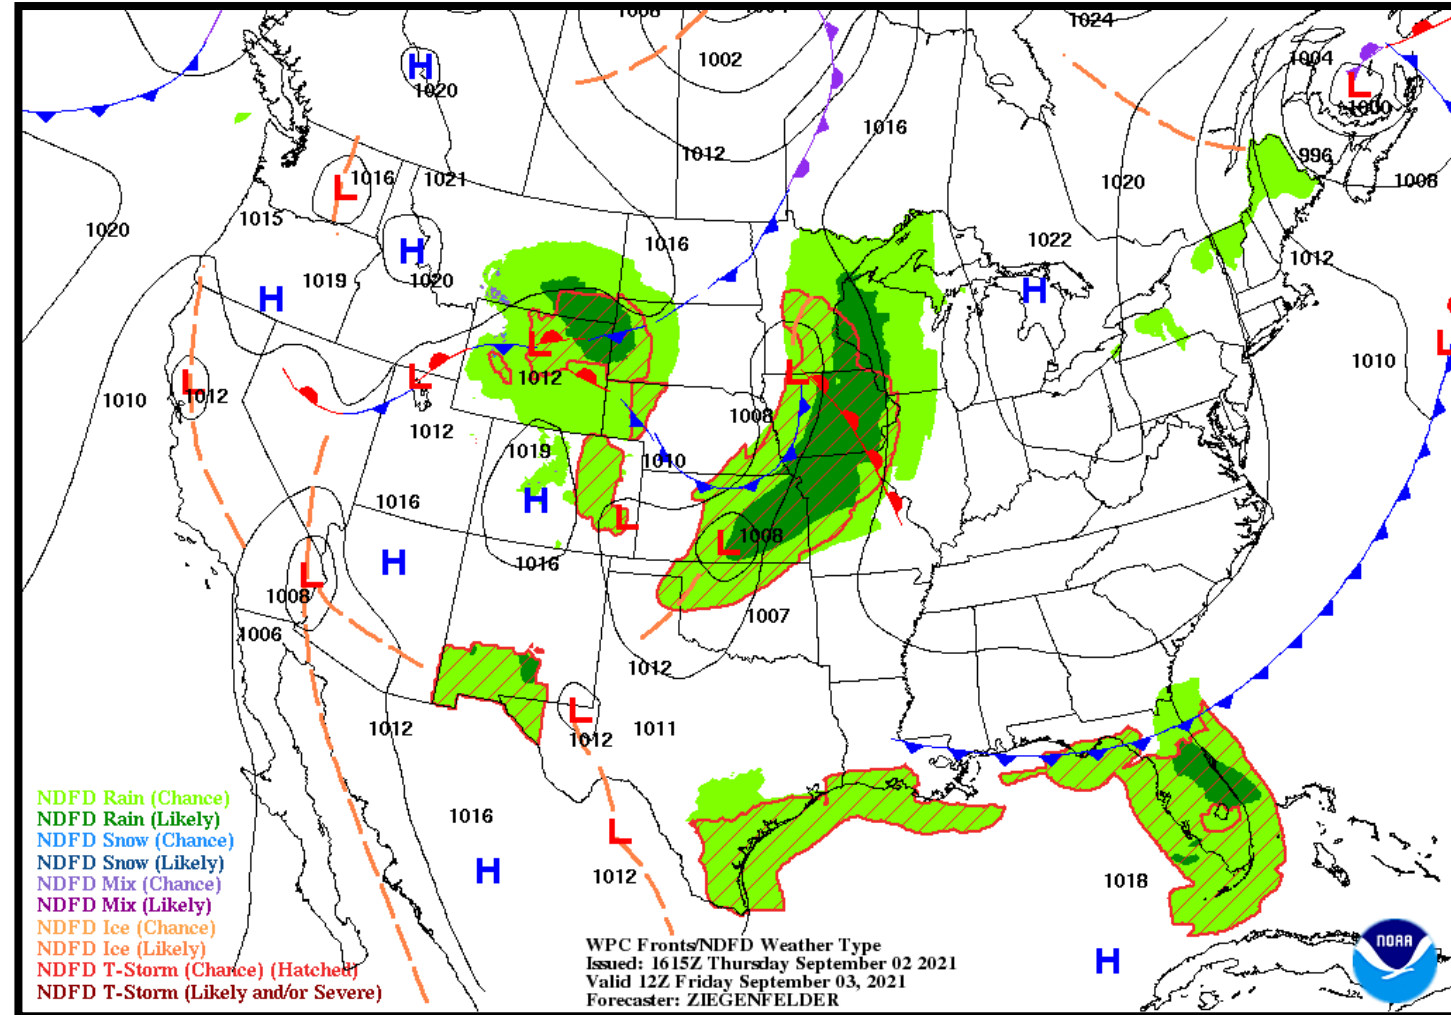 1008
1004
1024
1002
1004
1020
1000
1016
1012
996
1016
1021
1020
1008
1015
1020
1022
1016
1012
1019
1020
1010
1012
1010
1012
1008
1012
1019
1010
1016
1008
1016
1008
1007
1006
1012
1012
1011
1012
1016
1012
1018
H
L
H
L
H
H
L
L
L
L
L
H
H
L
L
H
L
L
L
H
H
NDFD Rain (Chance)
NDFD Rain (Likely)
NDFD Snow (Chance)
NDFD Snow (Likely)
NDFD Mix (Chance)
NDFD Mix (Likely)
NDFD Ice (Chance)
NDFD Ice (Likely)
NDFD T-Storm (Chance) (Hatched)
NDFD T-Storm (Likely and/or Severe)
WPC Fronts/NDFD Weather Type
Issued: 1615Z Thursday September 02 2021
Valid 12Z Friday September 03, 2021
Forecaster: ZIEGENFELDER
NOAA